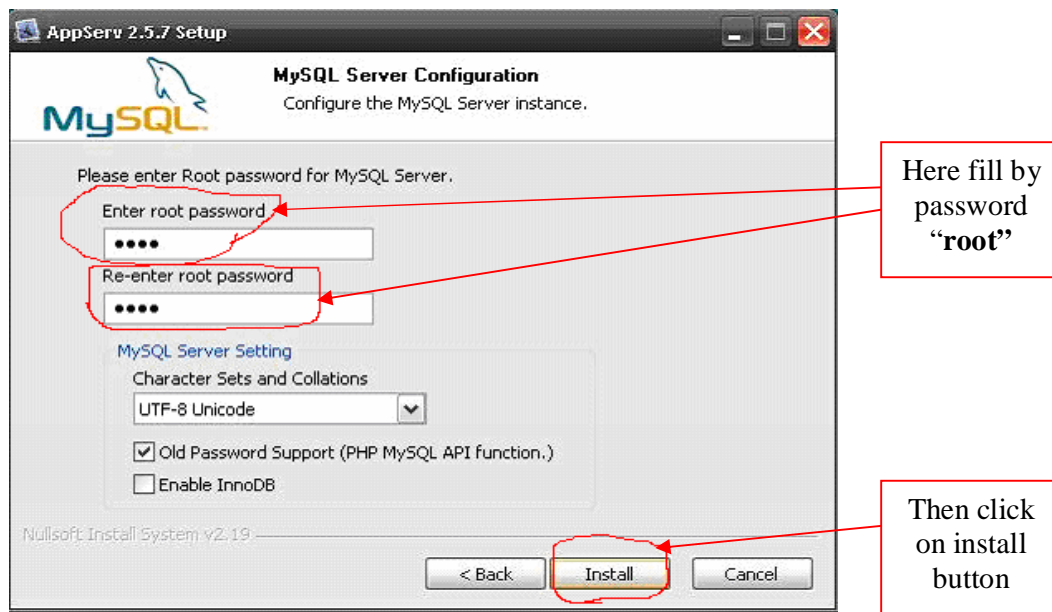 AppServ 2.5.7 Setup
MySQL
MySQL Server Configuration
Configure the MySQL Server instance.
Please enter Root password for MySQL Server.
Enter root password
••••
Re-enter root password
••••
Here fill by
password
“root”
MySQL Server Setting
Character Sets and Collations
UTF-8 Unicode
Old Password Support (PHP MySQL API function.)
Enable InnoDB
Nullsoft Install System v2.19
< Back
Install
Cancel
Then click
on install
button